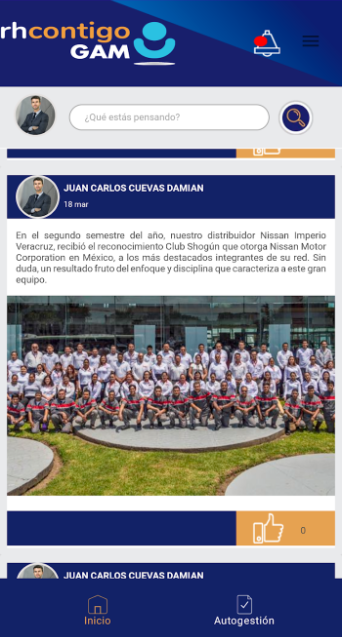 rhcontigo
GAM
¿Qué estás pensando?
JUAN CARLOS CUEVAS DAMIAN
18 mar
En el segundo semestre del año, nuestro distribuidor Nissan Imperio
Veracruz, recibió el reconocimiento Club Shogún que otorga Nissan Motor
Corporation en México, a los más destacados integrantes de su red. Sin
duda, un resultado fruto del enfoque y disciplina que caracteriza a este gran
equipo.
0
JUAN CARLOS CUEVAS DAMIAN
Inicio
Autogestión